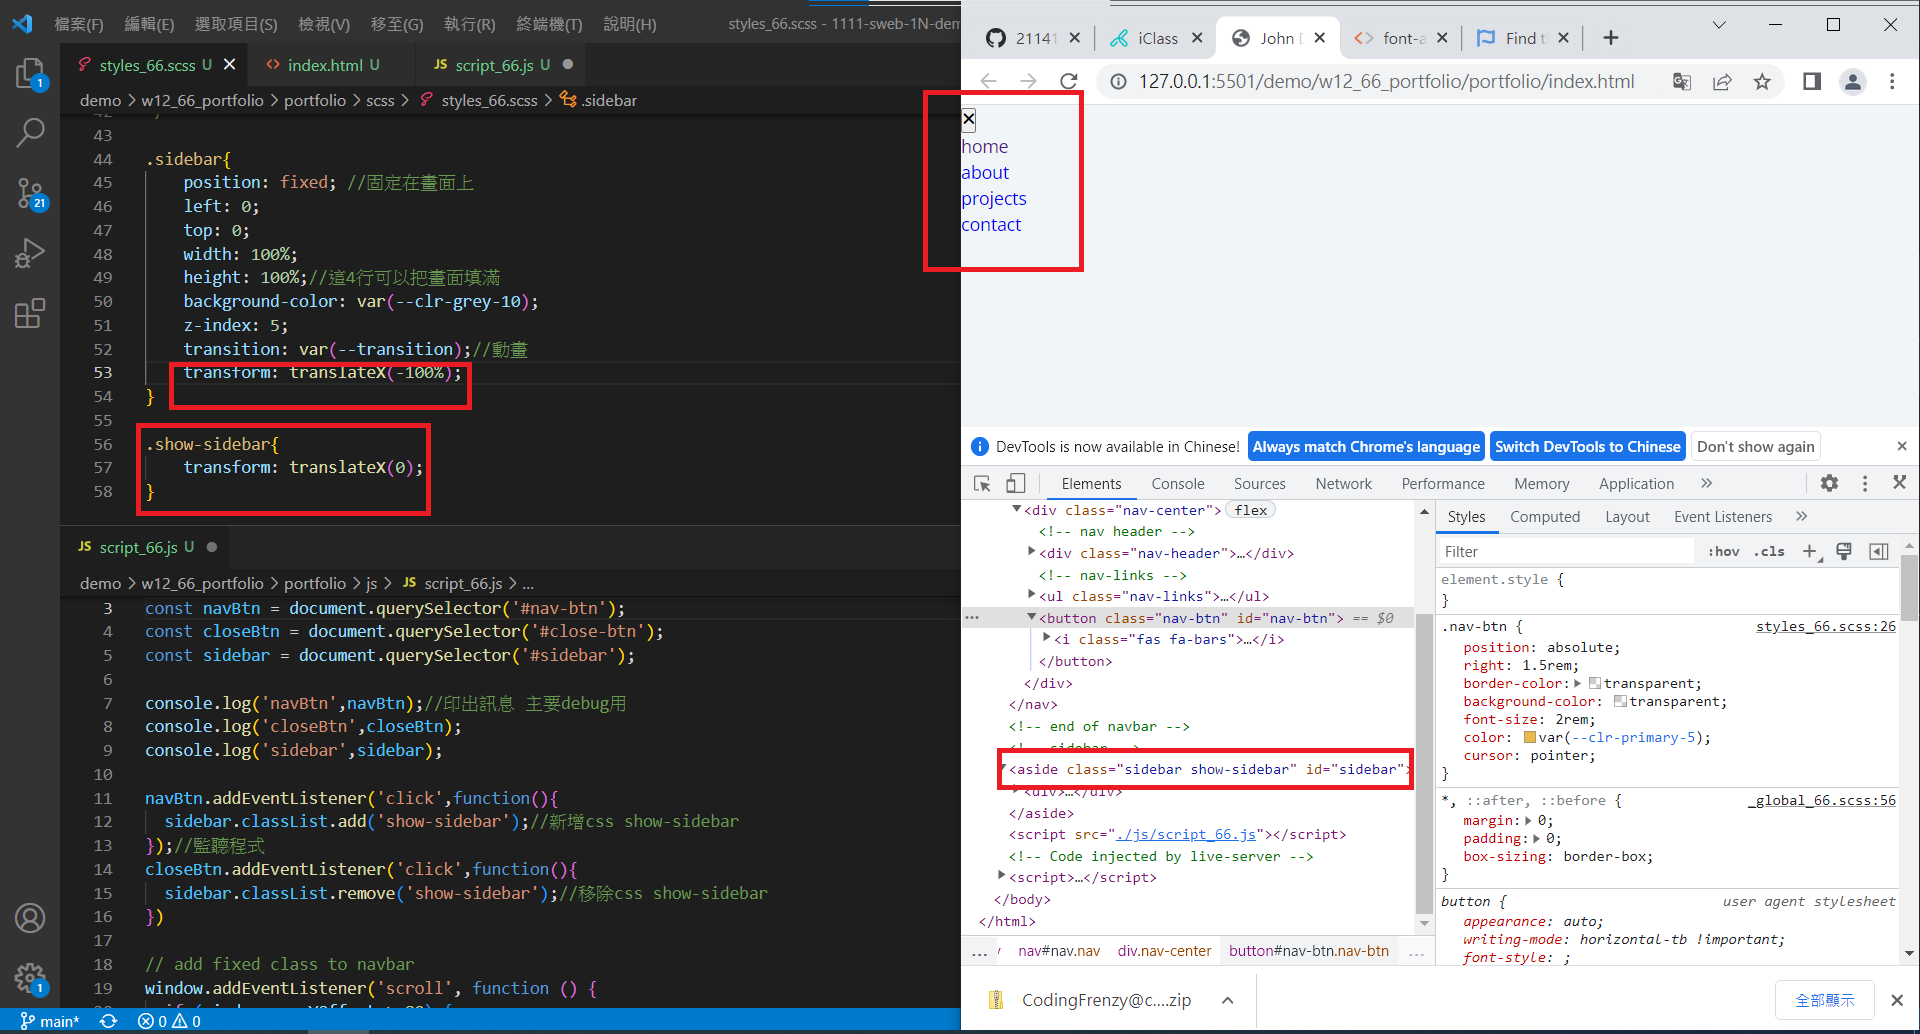 檔案(F) 編輯(E) 選取項目(S) 檢視(V) 移至(G) 執行(R) 終端機(T) 說明(H) styles_66.scss - 1111-sweb-1N-dem
styles_66.scss U index.html U JS script_66.js U
demo > w12_66_portfolio > portfolio > scss > styles_66.scss > .sidebar
43
44 .sidebar{
45 position: fixed; //固定在畫面上
46 left: 0;
47 top: 0;
48 width: 100%;
49 height: 100%;//這4行可以把畫面填滿
50 background-color: var(--clr-grey-10);
51 z-index: 5;
52 transition: var(--transition);//動畫
53 transform: translateX(-100%);
54 }
55
56 .show-sidebar{
57 transform: translateX(0);
58 }
JS script_66.js U
demo > w12_66_portfolio > portfolio > js > JS script_66.js > ...
3 const navBtn = document.querySelector('#nav-btn');
4 const closeBtn = document.querySelector('#close-btn');
5 const sidebar = document.querySelector('#sidebar');
6
7 console.log('navBtn',navBtn);//印出訊息 主要debug用
8 console.log('closeBtn',closeBtn);
9 console.log('sidebar',sidebar);
10
11 navBtn.addEventListener('click',function(){
12 sidebar.classList.add('show-sidebar');//新增css show-sidebar
13 });//監聽程式
14 closeBtn.addEventListener('click',function(){
15 sidebar.classList.remove('show-sidebar');//移除css show-sidebar
16 })
17
18 // add fixed class to navbar
19 window.addEventListener('scroll', function () {
1
21
1
main* 0 0
21141 iClass John D font-a Find t
127.0.0.1:5501/demo/w12_66_portfolio/portfolio/index.html
home
about
projects
contact
DevTools is now available in Chinese! Always match Chrome's language Switch DevTools to Chinese Don't show again
Elements Console Sources Network Performance Memory Application »
<div class="nav-center"> flex
<!-- nav header -->
<div class="nav-header">…</div>
<!-- nav-links -->
<ul class="nav-links">…</ul>
<button class="nav-btn" id="nav-btn"> == $0
<i class="fas fa-bars">…</i>
</button>
</div>
</nav>
<!-- end of navbar -->
<!-- sidebar -->
<aside class="sidebar show-sidebar" id="sidebar">
<div>…</div>
</aside>
<script src="./js/script_66.js"></script>
<!-- Code injected by live-server -->
<script>…</script>
</body>
</html>
... nav#nav.nav div.nav-center button#nav-btn.nav-btn ...
Styles Computed Layout Event Listeners »
Filter :hov .cls +
element.style {
}
.nav-btn { styles_66.scss:26
position: absolute;
right: 1.5rem;
border-color: transparent;
background-color: transparent;
font-size: 2rem;
color: var(--clr-primary-5);
cursor: pointer;
}
*, ::after, ::before { _global_66.scss:56
margin: 0;
padding: 0;
box-sizing: border-box;
}
button { user agent stylesheet
appearance: auto;
writing-mode: horizontal-tb !important;
font-style: ;
CodingFrenzy@c....zip 全部顯示